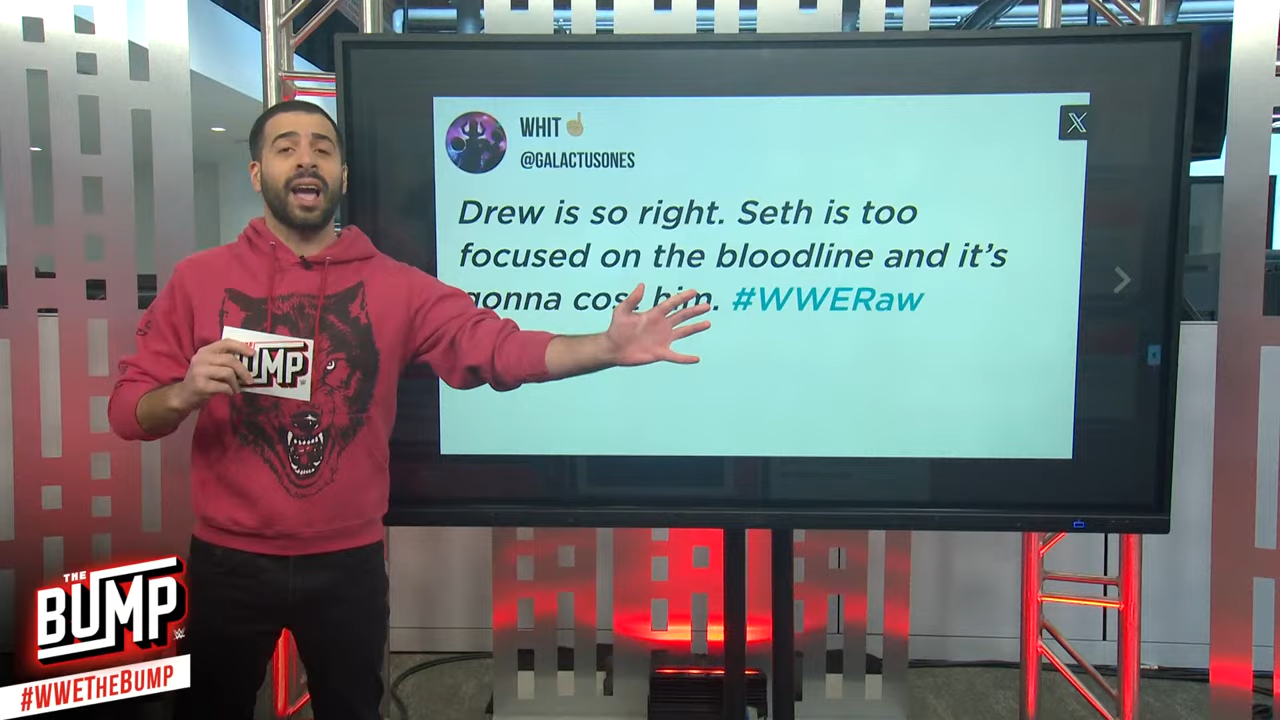 WHIT☝🏼
@GALACTUSONES
X
Drew is so right. Seth is too
focused on the bloodline and it's
gonna cost him. #WWERaw
BUMP
THE
BUMP
#WWETHEBUMP